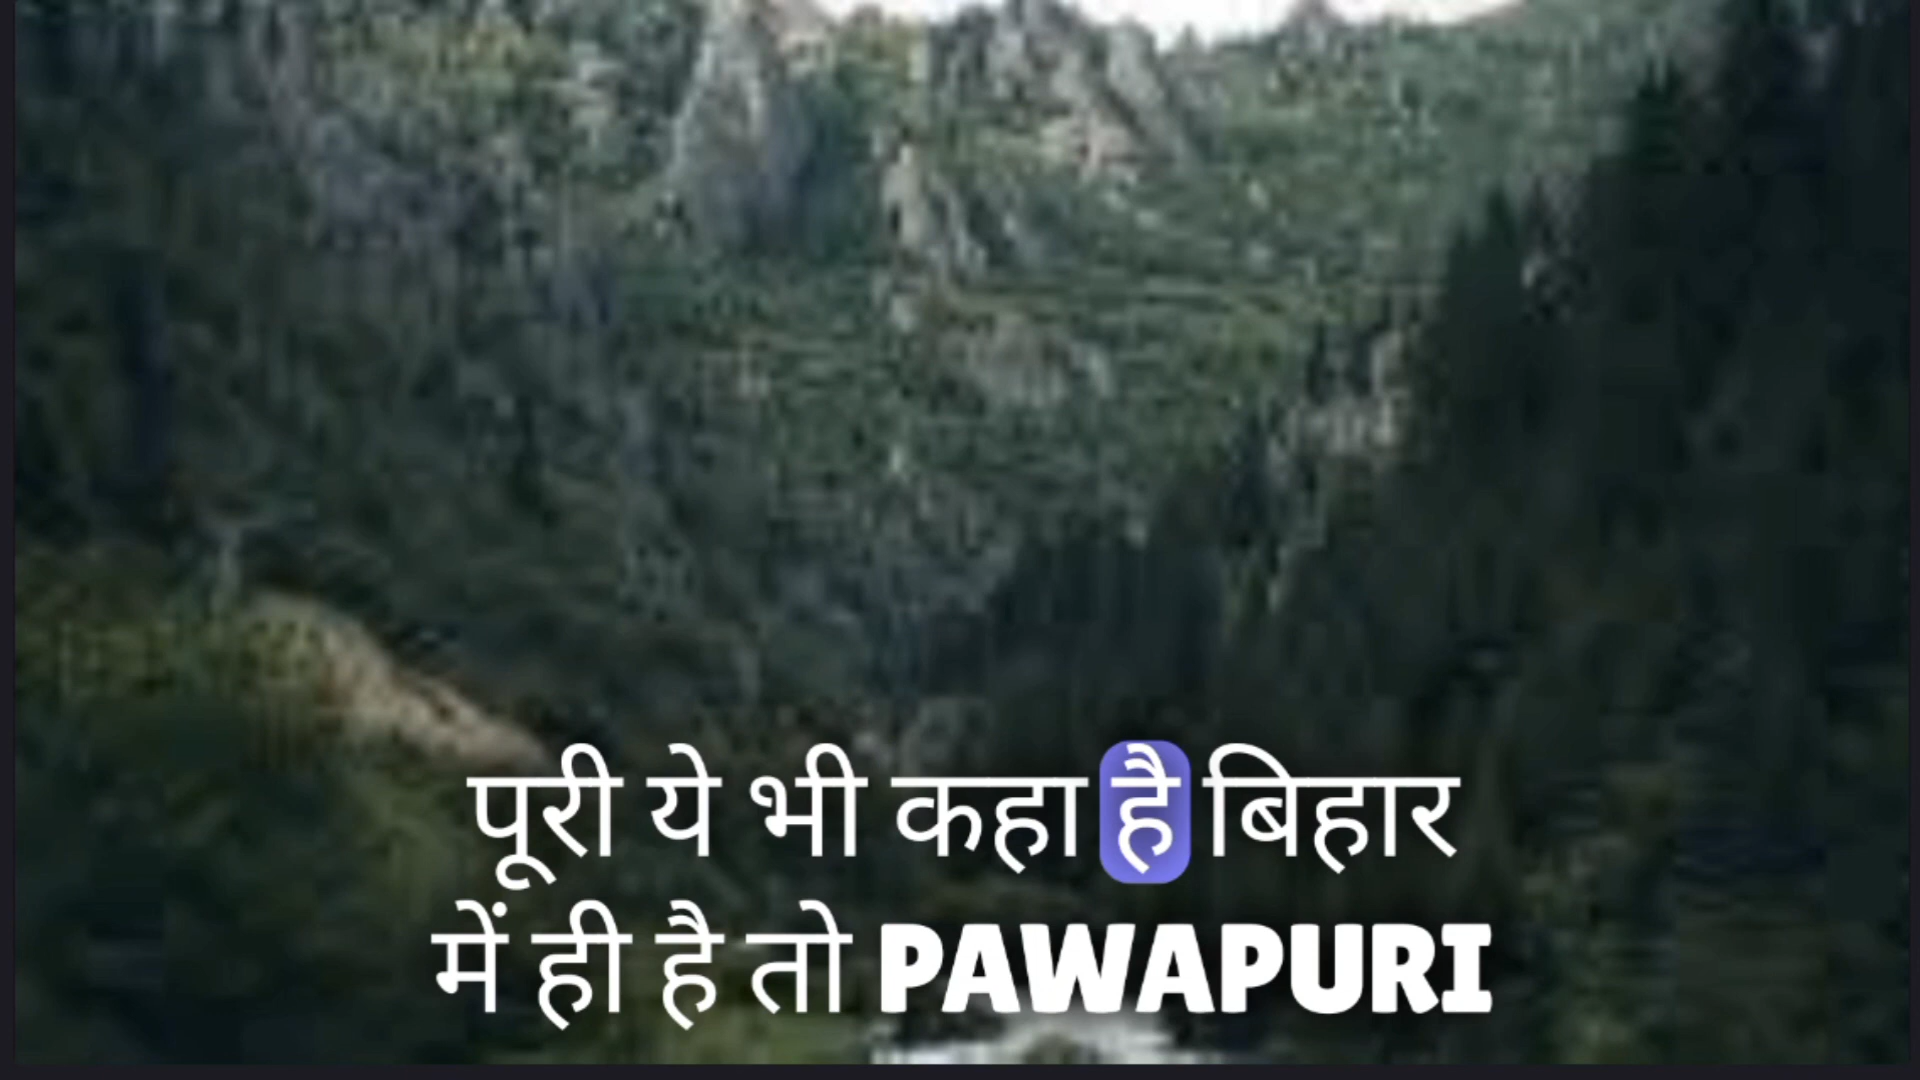 पूरी ये भी कहा है बिहार
में ही है तो PAWAPURI